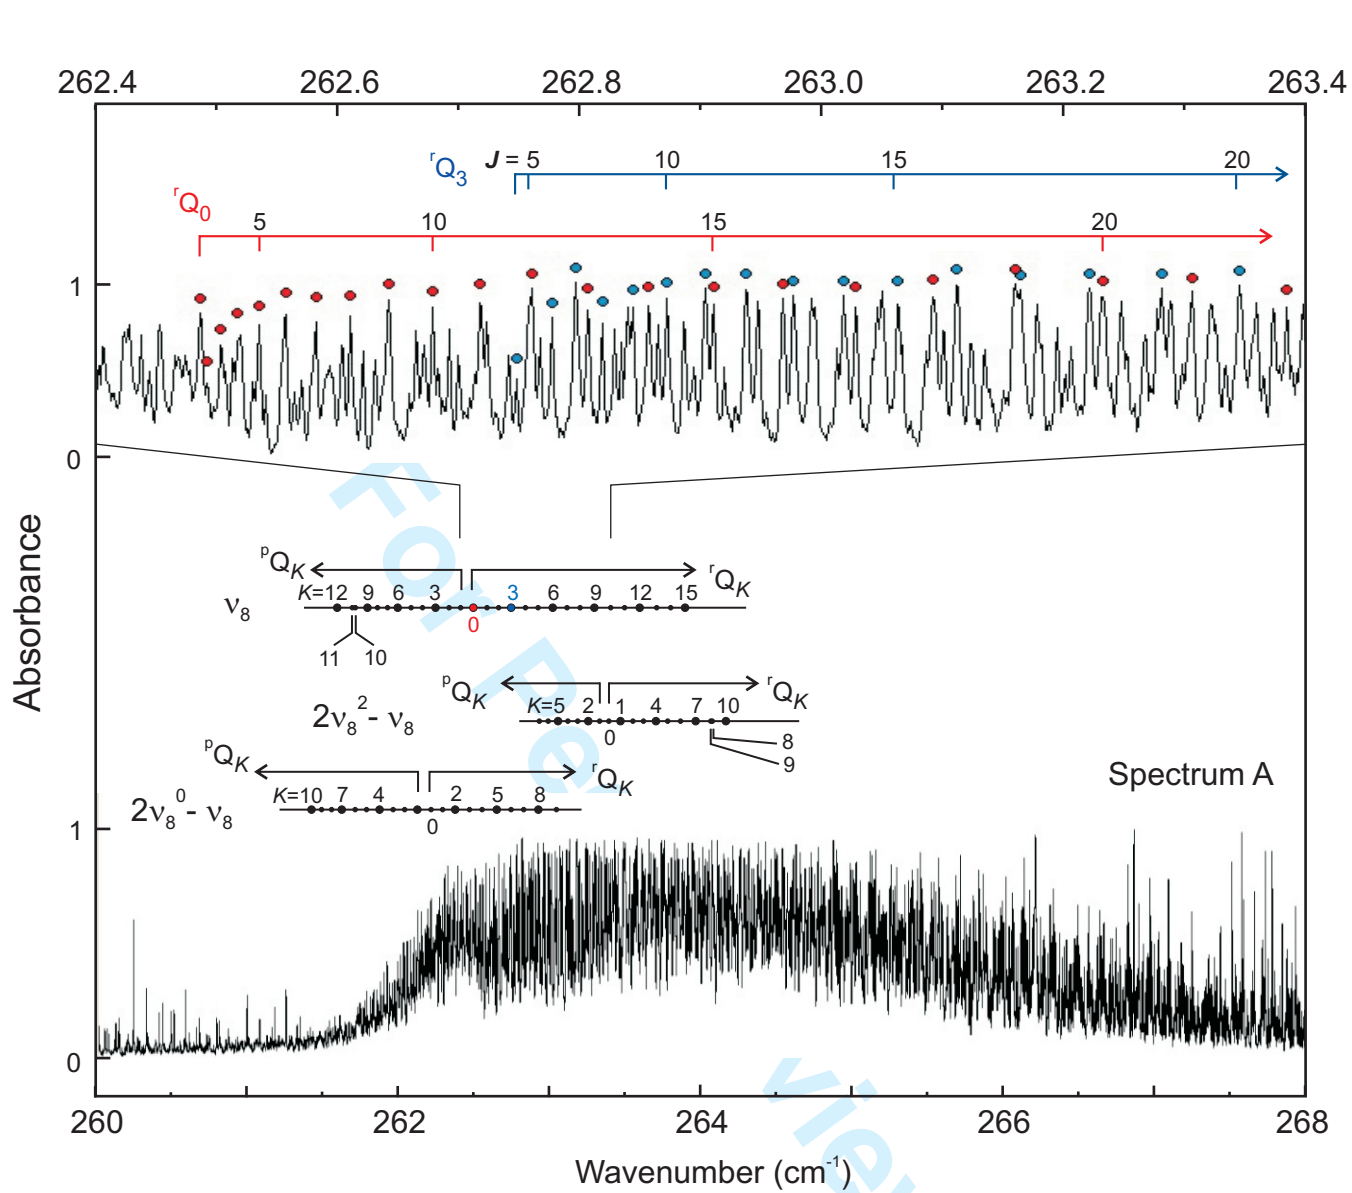 262.4 262.6 262.8 263.0 263.2 263.4
rQ3 J = 5 10 15 20
rQ0 5 10 15 20
1
0
For Pe
view
Absorbance
pQK rQK
ν8 K=12 9 6 3 3 6 9 12 15
0
11 10
pQK rQK
2ν8² - ν8 K=5 2 1 4 7 10
0 8
9
pQK rQK
Spectrum A
2ν8⁰ - ν8 K=10 7 4 2 5 8
0
1
0
260 262 264 266 268
Wavenumber (cm⁻¹)